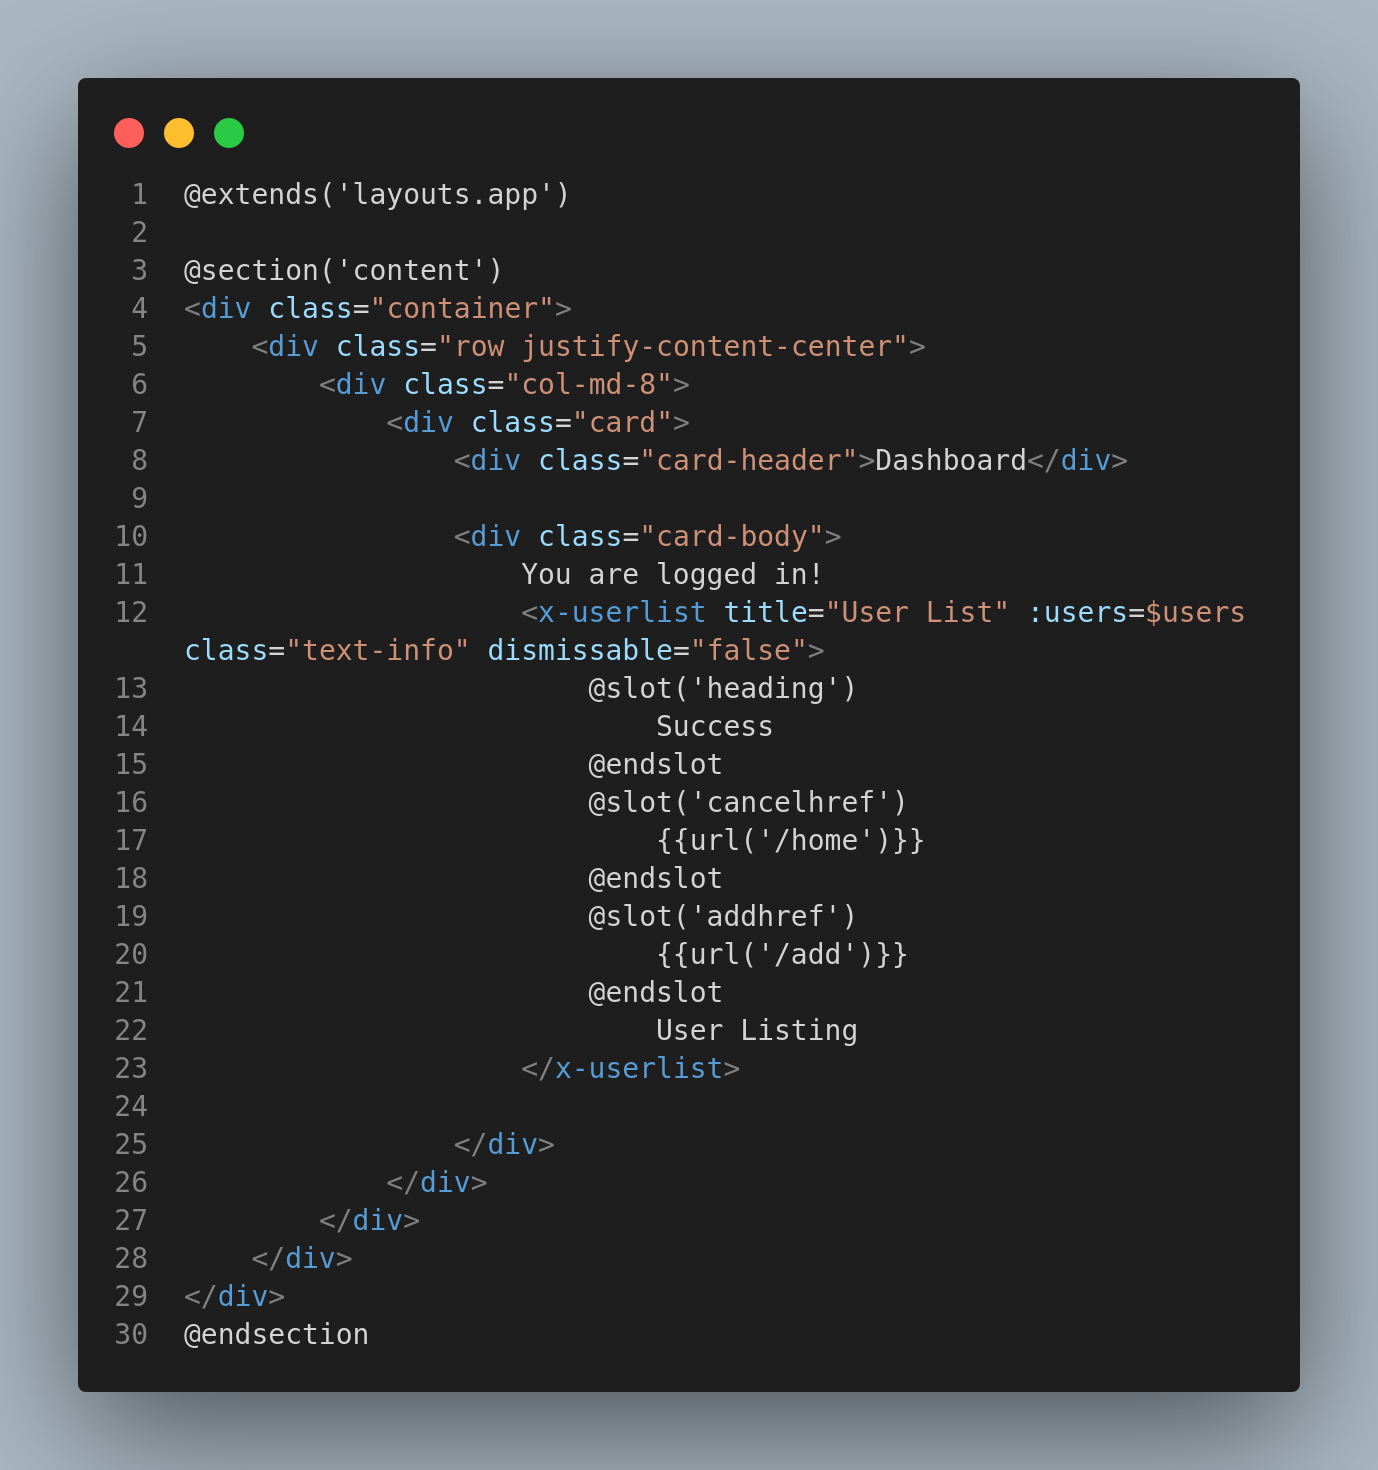 1 @extends('layouts.app')
2
3 @section('content')
4 <div class="container">
5     <div class="row justify-content-center">
6         <div class="col-md-8">
7             <div class="card">
8                 <div class="card-header">Dashboard</div>
9
10                 <div class="card-body">
11                     You are logged in!
12                     <x-userlist title="User List" :users=$users
class="text-info" dismissable="false">
13                         @slot('heading')
14                             Success
15                         @endslot
16                         @slot('cancelhref')
17                             {{url('/home')}}
18                         @endslot
19                         @slot('addhref')
20                             {{url('/add')}}
21                         @endslot
22                             User Listing
23                     </x-userlist>
24
25                 </div>
26             </div>
27         </div>
28     </div>
29 </div>
30 @endsection